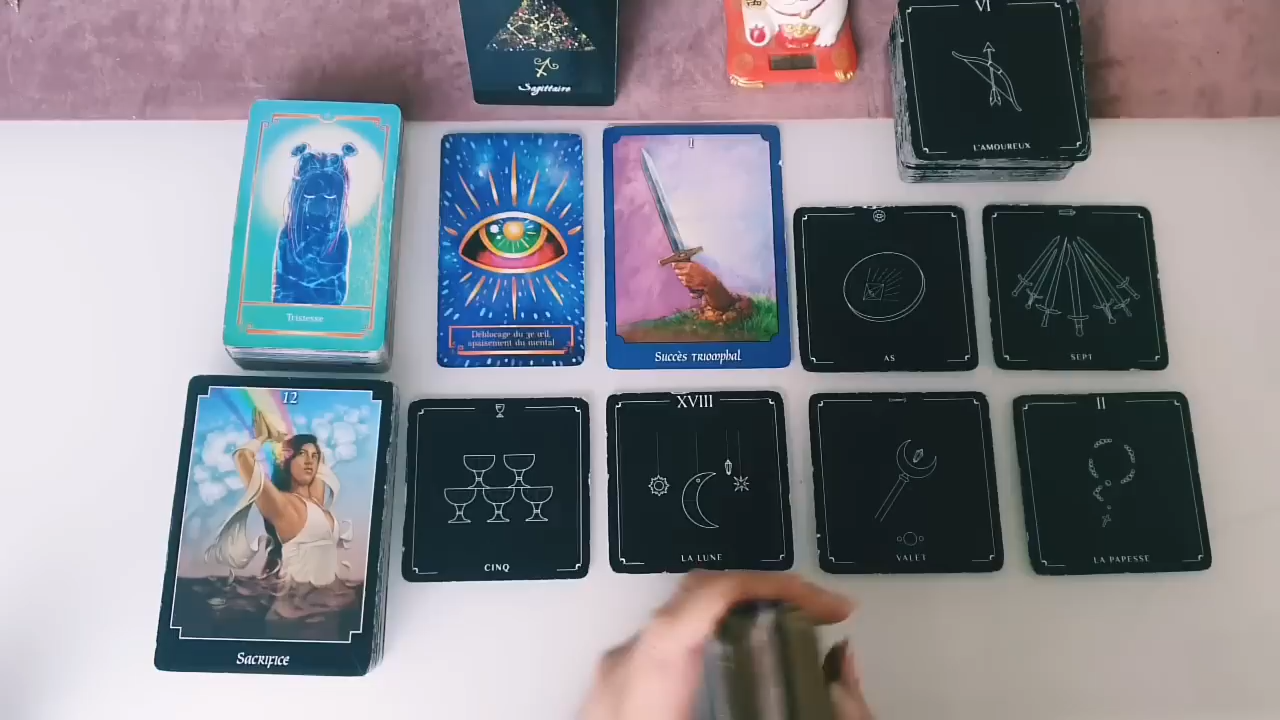 Sagittaire
VI
L'AMOUREUX
Tristesse
Déblocage du 3e œil,
apaisement du mental
I
Succès triomphal
AS
SEPT
12
Sacrifice
CINQ
XVIII
LA LUNE
VALET
II
LA PAPESSE